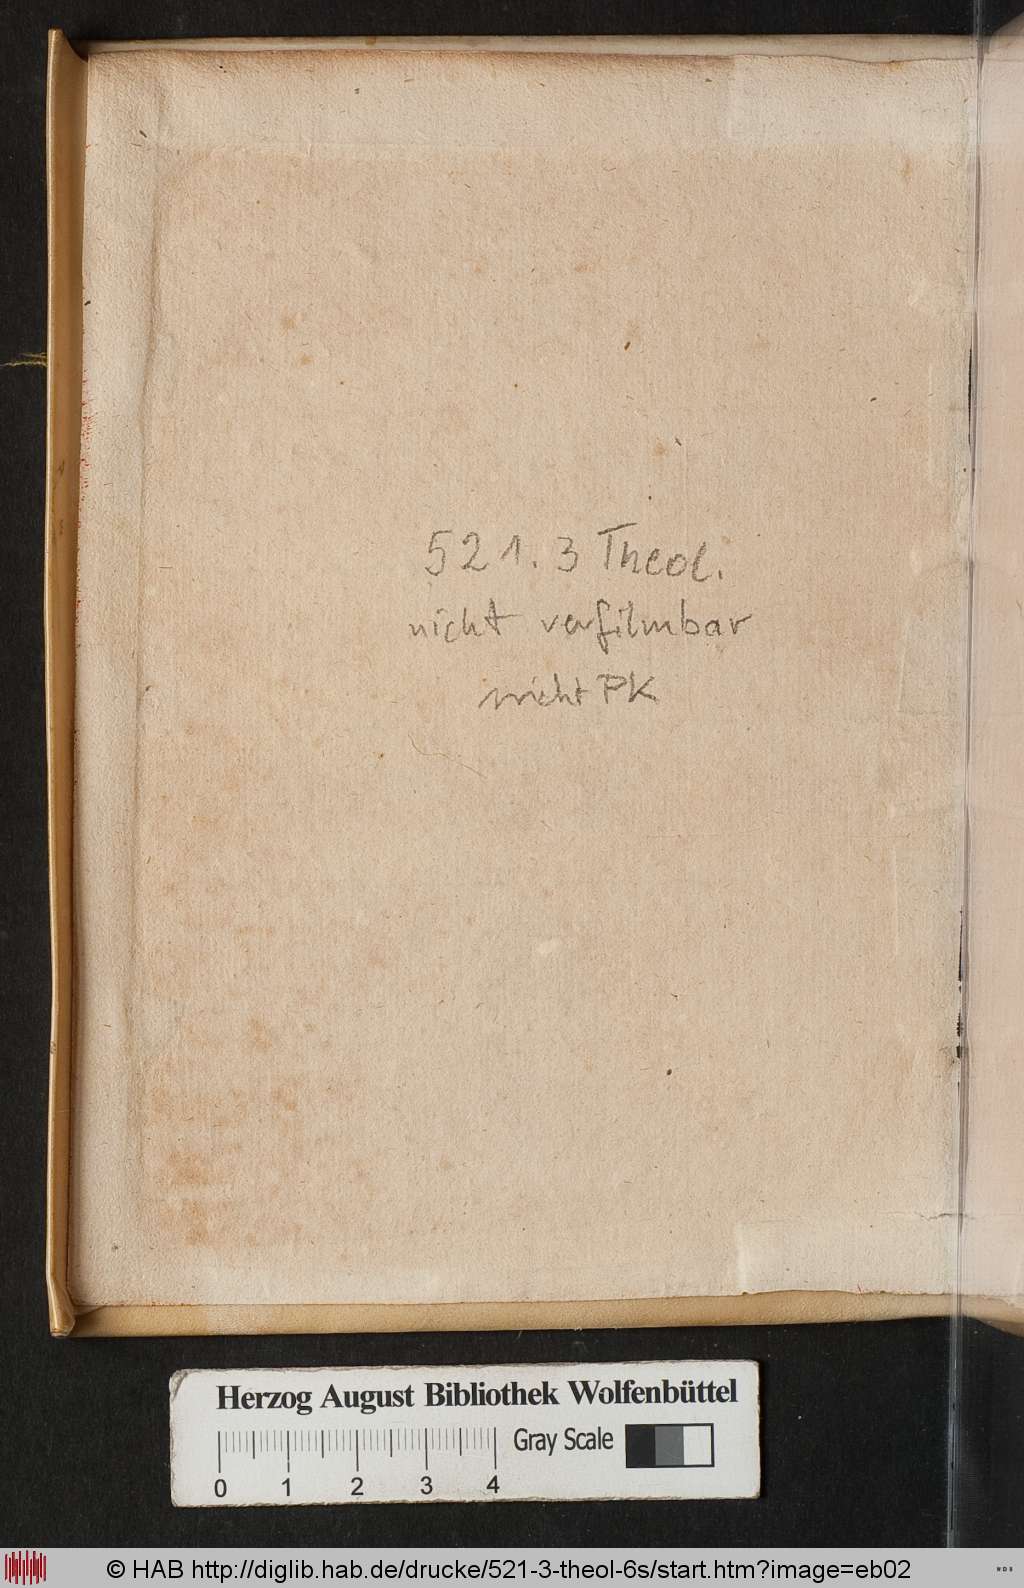 521.3 Theol.
nicht verfilmbar
nicht PK
Herzog August Bibliothek Wolfenbüttel
Gray Scale
0 1 2 3 4
© HAB http://diglib.hab.de/drucke/521-3-theol-6s/start.htm?image=eb02